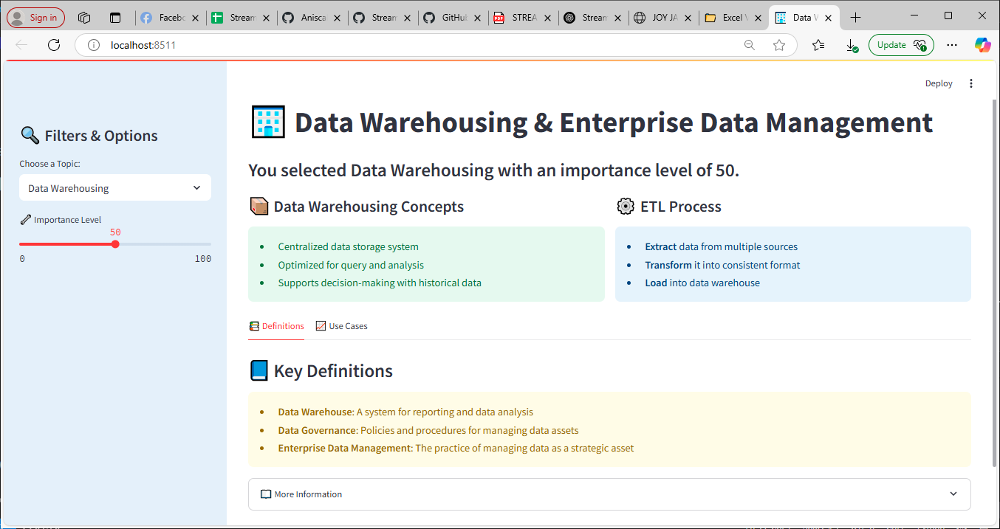 Sign in
Faceb
Stream
Anisca
Stream
GitHub
STREA
Stream
JOY JA
Excel
Data W
localhost:8511
Update
Deploy
Filters & Options
Choose a Topic:
Data Warehousing
Importance Level
50
0
100
Data Warehousing & Enterprise Data Management
You selected Data Warehousing with an importance level of 50.
Data Warehousing Concepts
Centralized data storage system
Optimized for query and analysis
Supports decision-making with historical data
ETL Process
Extract data from multiple sources
Transform it into consistent format
Load into data warehouse
Definitions
Use Cases
Key Definitions
Data Warehouse: A system for reporting and data analysis
Data Governance: Policies and procedures for managing data assets
Enterprise Data Management: The practice of managing data as a strategic asset
More Information